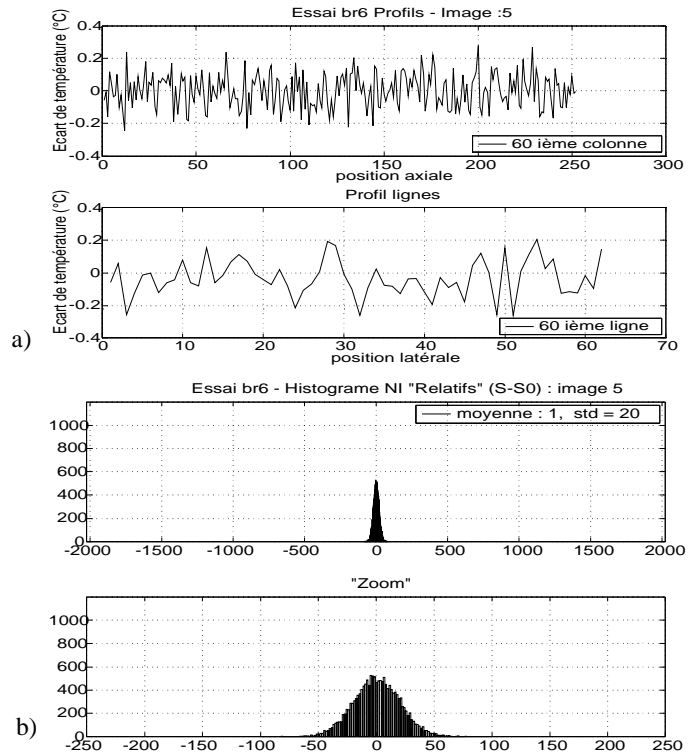 Essai br6 Profils - Image :5
Ecart de température (°C)
0.4
0.2
0
-0.2
-0.4
0 50 100 150 200 250 300
60 ième colonne
position axiale
Profil lignes
Ecart de température (°C)
0.4
0.2
0
-0.2
-0.4
0 10 20 30 40 50 60 70
60 ième ligne
position latérale
a)
Essai br6 - Histograme NI "Relatifs" (S-S0) : image 5
moyenne : 1, std = 20
1000
800
600
400
200
0
-2000 -1500 -1000 -500 0 500 1000 1500 2000
"Zoom"
1000
800
600
400
200
0
-250 -200 -150 -100 -50 0 50 100 150 200 250
b)